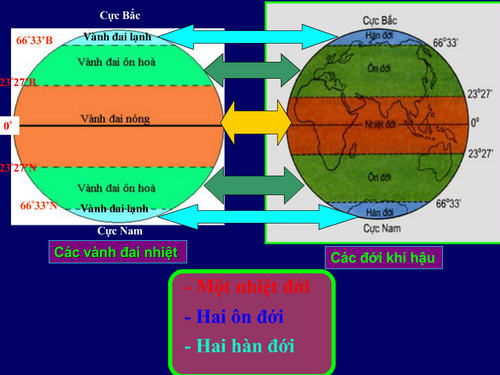 Cực Bắc
66°33'B
Vành đai lạnh
Vành đai ôn hoà
23°27'B
Vành đai nóng
0°
23°27'N
Vành đai ôn hoà
66°33'N
Vành đai lạnh
Cực Nam
Các vành đai nhiệt
Cực Bắc
Hàn đới
66°33'
Ôn đới
23°27'
Nhiệt đới
0°
23°27'
Ôn đới
66°33'
Hàn đới
Cực Nam
Các đới khí hậu
- Một nhiệt đới
- Hai ôn đới
- Hai hàn đới